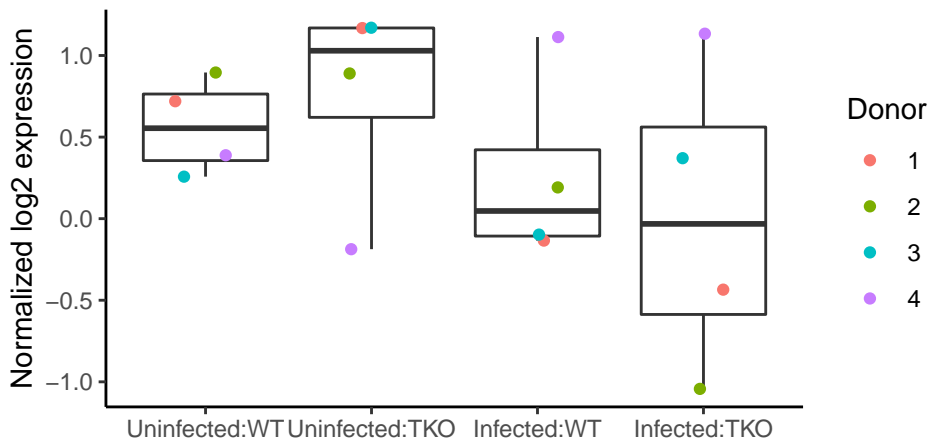 Normalized log2 expression
1.0
0.5
0.0
−0.5
−1.0
Uninfected:WT
Uninfected:TKO
Infected:WT
Infected:TKO
Donor
1
2
3
4